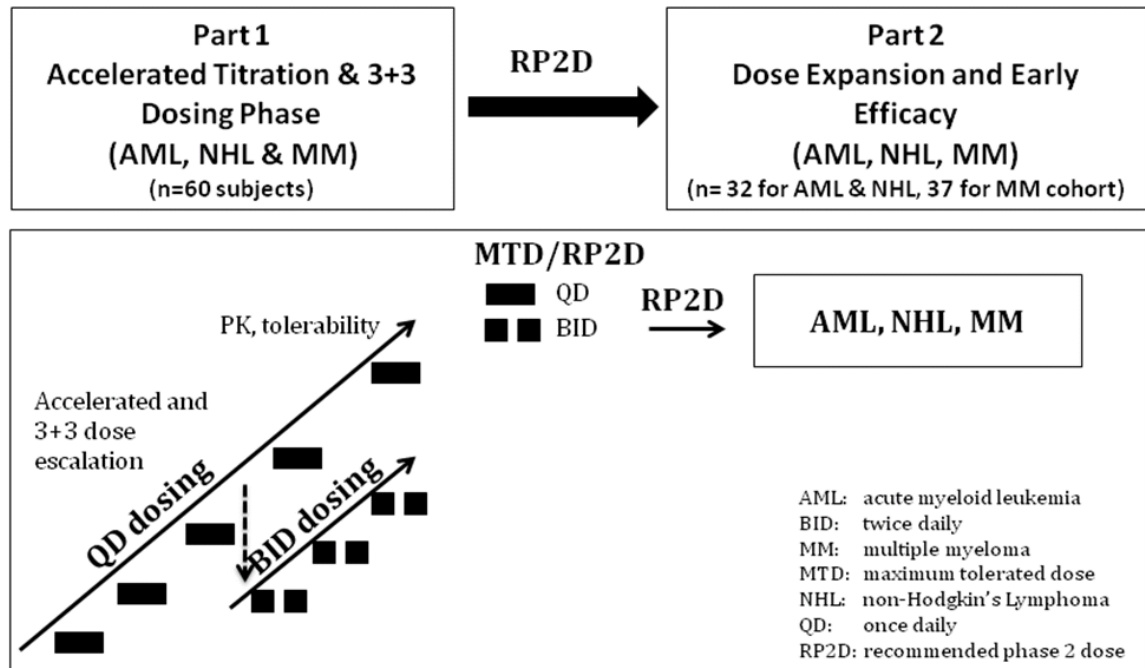 Part 1
Accelerated Titration & 3+3
Dosing Phase
(AML, NHL & MM)
(n=60 subjects)
RP2D
Part 2
Dose Expansion and Early
Efficacy
(AML, NHL, MM)
(n= 32 for AML & NHL, 37 for MM cohort)
MTD/RP2D
QD
BID
RP2D
AML, NHL, MM
PK, tolerability
Accelerated and
3+3 dose
escalation
QD dosing
BID dosing
AML: acute myeloid leukemia
BID: twice daily
MM: multiple myeloma
MTD: maximum tolerated dose
NHL: non-Hodgkin's Lymphoma
QD: once daily
RP2D: recommended phase 2 dose